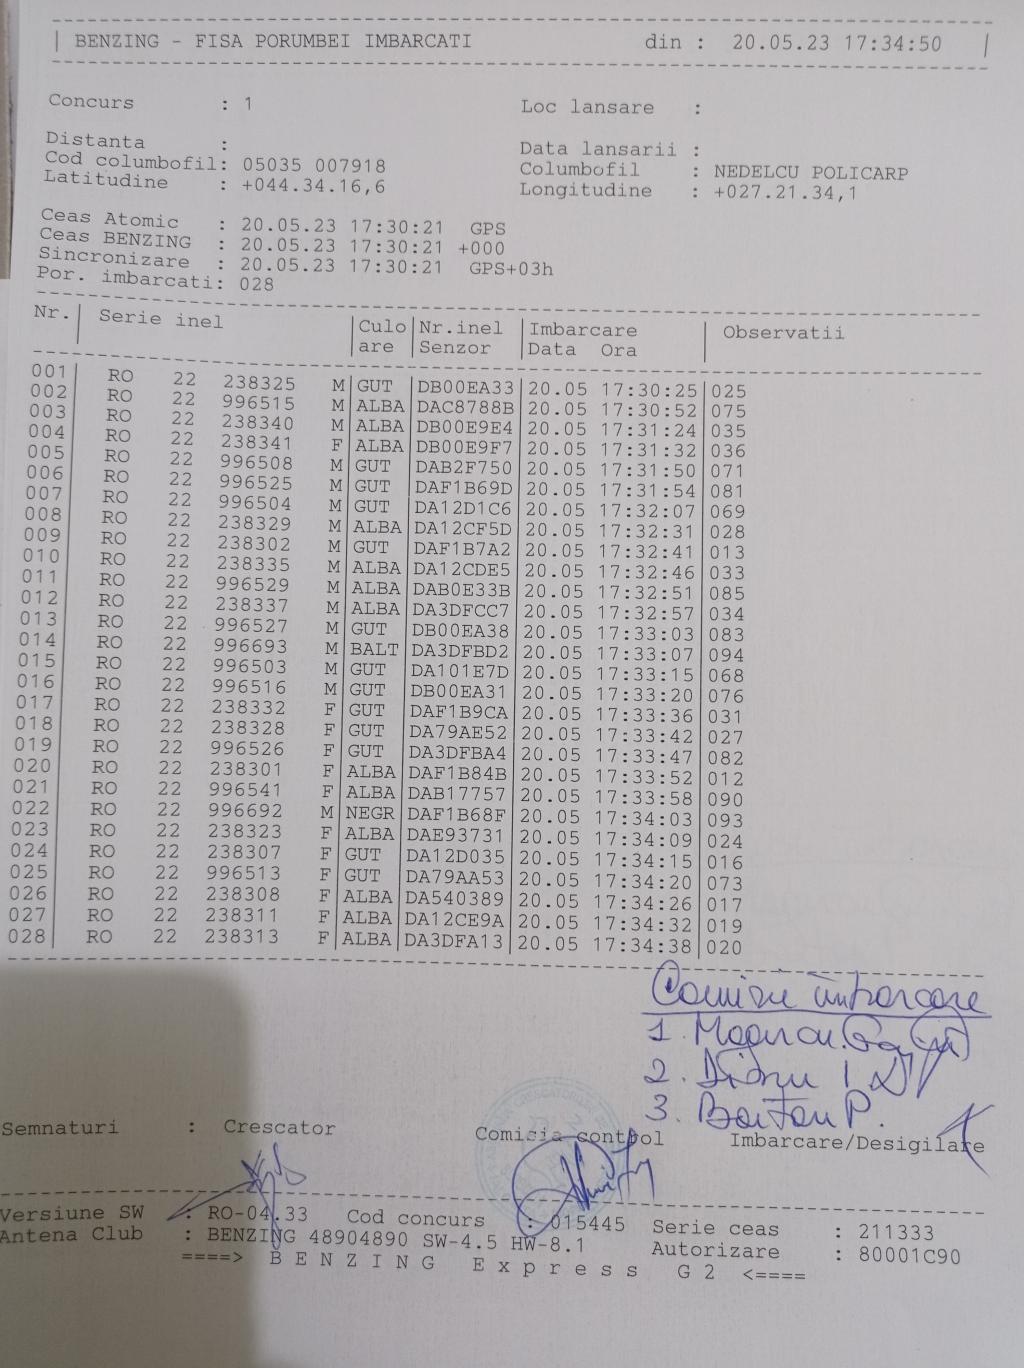 | BENZING - FISA PORUMBEI IMBARCATI din : 20.05.23 17:34:50 |
Concurs : 1 Loc lansare :
Distanta : Data lansarii :
Cod columbofil: 05035 007918 Columbofil : NEDELCU POLICARP
Latitudine : +044.34.16,6 Longitudine : +027.21.34,1
Ceas Atomic : 20.05.23 17:30:21 GPS
Ceas BENZING : 20.05.23 17:30:21 +000
Sincronizare : 20.05.23 17:30:21 GPS+03h
Por. imbarcati: 028
Nr.| Serie inel |Culo |Nr.inel |Imbarcare | Observatii
|are |Senzor |Data Ora |
001| RO 22 238325 M|GUT |DB00EA33|20.05 17:30:25|025
002| RO 22 996515 M|ALBA|DAC8788B|20.05 17:30:52|075
003| RO 22 238340 M|ALBA|DB00E9E4|20.05 17:31:24|035
004| RO 22 238341 F|ALBA|DB00E9F7|20.05 17:31:32|036
005| RO 22 996508 M|GUT |DAB2F750|20.05 17:31:50|071
006| RO 22 996525 M|GUT |DAF1B69D|20.05 17:31:54|081
007| RO 22 996504 M|GUT |DA12D1C6|20.05 17:32:07|069
008| RO 22 238329 M|ALBA|DA12CF5D|20.05 17:32:31|028
009| RO 22 238302 M|GUT |DAF1B7A2|20.05 17:32:41|013
010| RO 22 238335 M|ALBA|DA12CDE5|20.05 17:32:46|033
011| RO 22 996529 M|ALBA|DAB0E33B|20.05 17:32:51|085
012| RO 22 238337 M|ALBA|DA3DFCC7|20.05 17:32:57|034
013| RO 22 996527 M|GUT |DB00EA38|20.05 17:33:03|083
014| RO 22 996693 M|BALT|DA3DFBD2|20.05 17:33:07|094
015| RO 22 996503 M|GUT |DA101E7D|20.05 17:33:15|068
016| RO 22 996516 M|GUT |DB00EA31|20.05 17:33:20|076
017| RO 22 238332 F|GUT |DAF1B9CA|20.05 17:33:36|031
018| RO 22 238328 F|GUT |DA79AE52|20.05 17:33:42|027
019| RO 22 996526 F|GUT |DA3DFBA4|20.05 17:33:47|082
020| RO 22 238301 F|ALBA|DAF1B84B|20.05 17:33:52|012
021| RO 22 996541 F|ALBA|DAB17757|20.05 17:33:58|090
022| RO 22 996692 M|NEGR|DAF1B68F|20.05 17:34:03|093
023| RO 22 238323 F|ALBA|DAE93731|20.05 17:34:09|024
024| RO 22 238307 F|GUT |DA12D035|20.05 17:34:15|016
025| RO 22 996513 F|GUT |DA79AA53|20.05 17:34:20|073
026| RO 22 238308 F|ALBA|DA540389|20.05 17:34:26|017
027| RO 22 238311 F|ALBA|DA12CE9A|20.05 17:34:32|019
028| RO 22 238313 F|ALBA|DA3DFA13|20.05 17:34:38|020
Comisie îmbarcare
1.
2.
3. P.
Semnaturi : Crescator Comisia control Imbarcare/Desigilare
Versiune SW : RO-04.33 Cod concurs : 015445 Serie ceas : 211333
Antena Club : BENZING 48904890 SW-4.5 HW-8.1 Autorizare : 80001C90
====> B E N Z I N G E x p r e s s G 2 <====